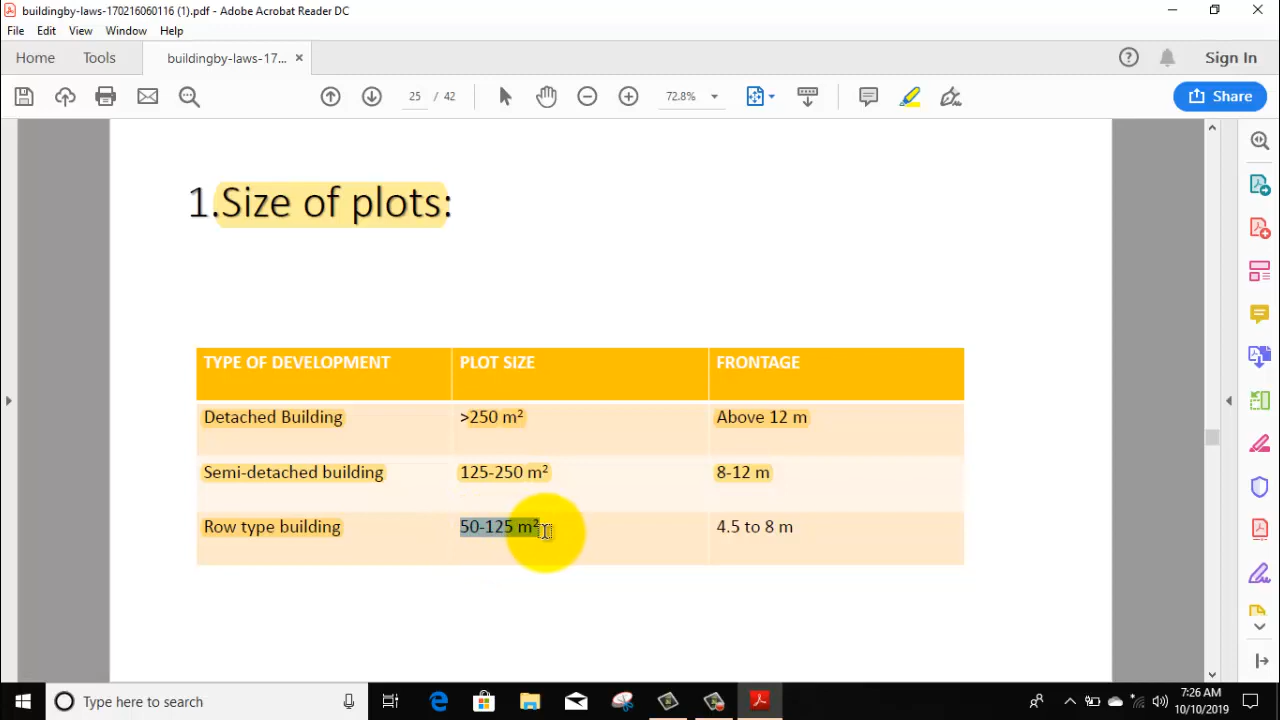 buildingby-laws-170216060116 (1).pdf - Adobe Acrobat Reader DC
File Edit View Window Help
Home Tools buildingby-laws-17... × Sign In
25 / 42 72.8% Share
1.Size of plots:
TYPE OF DEVELOPMENT PLOT SIZE FRONTAGE
Detached Building >250 m² Above 12 m
Semi-detached building 125-250 m² 8-12 m
Row type building 50-125 m² 4.5 to 8 m
Type here to search
7:26 AM
10/10/2019